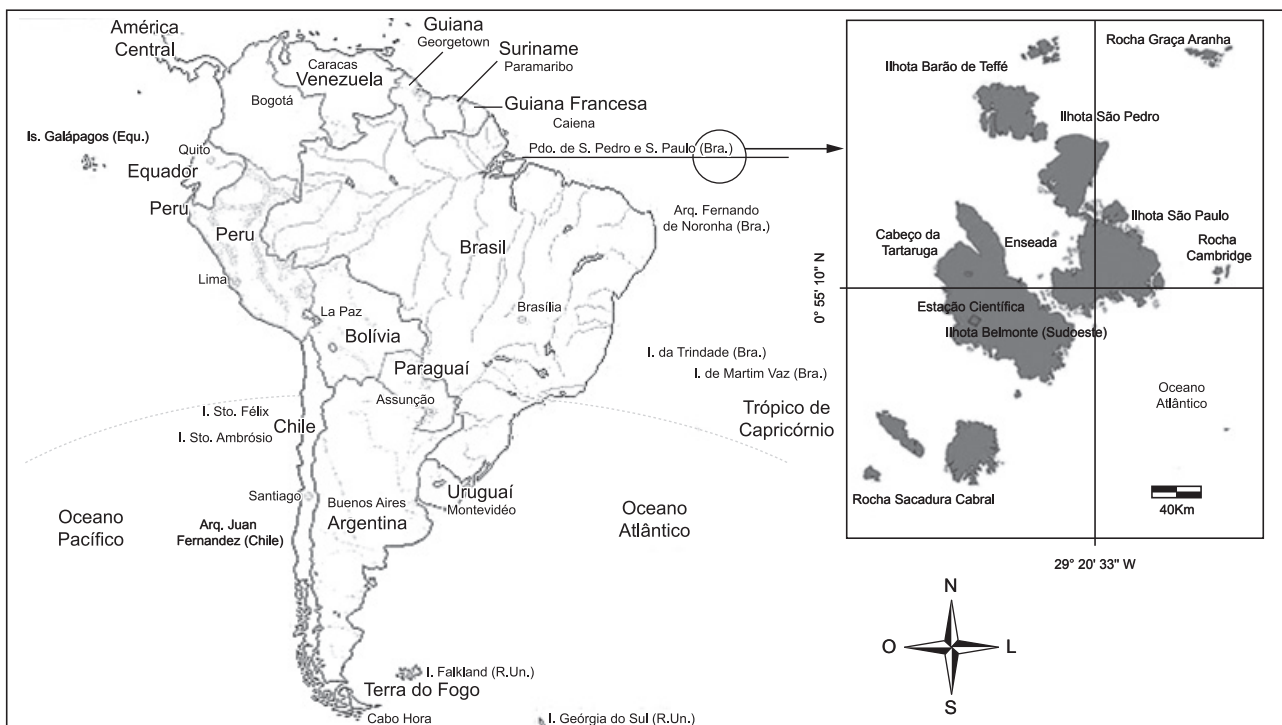 América
Central
Guiana
Georgetown
Suriname
Paramaribo
Caracas
Venezuela
Bogotá
Guiana Francesa
Caiena
Is. Galápagos (Equ.)
Quito
Equador
Pdo. de S. Pedro e S. Paulo (Bra.)
Peru
Peru
Lima
Brasil
Arq. Fernando
de Noronha (Bra.)
La Paz
Bolívia
Brasília
I. da Trindade (Bra.)
I. de Martim Vaz (Bra.)
Paraguaí
Assunção
I. Sto. Félix
Chile
I. Sto. Ambrósio
Trópico de
Capricórnio
Santiago
Buenos Aires
Argentina
Uruguaí
Montevidéo
Oceano
Pacífico
Arq. Juan
Fernandez (Chile)
Oceano
Atlântico
I. Falkland (R.Un.)
Terra do Fogo
Cabo Hora
I. Geórgia do Sul (R.Un.)
Rocha Graça Aranha
Ilhota Barão de Teffé
Ilhota São Pedro
Ilhota São Paulo
Cabeço da
Tartaruga
Enseada
Rocha
Cambridge
0° 55' 10" N
Estação Científica
Ilhota Belmonte (Sudoeste)
Oceano
Atlântico
Rocha Sacadura Cabral
40Km
29° 20' 33" W
N
O
L
S